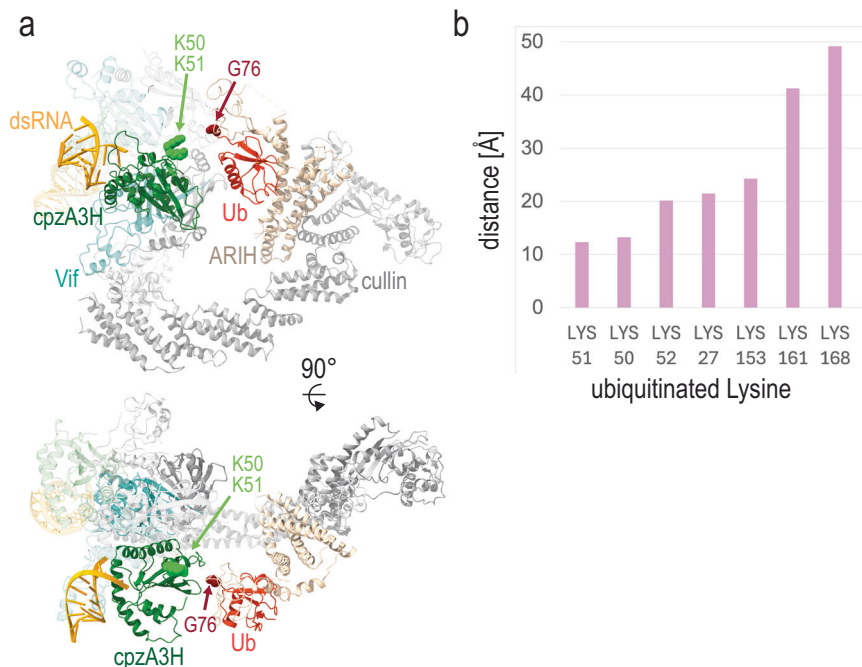 a
K50
K51
G76
dsRNA
cpzA3H
Ub
ARIH
Vif
cullin
90°
K50
K51
G76
Ub
cpzA3H
b
distance [Å]
50
40
30
20
10
0
LYS LYS LYS LYS LYS LYS LYS
51 50 52 27 153 161 168
ubiquitinated Lysine